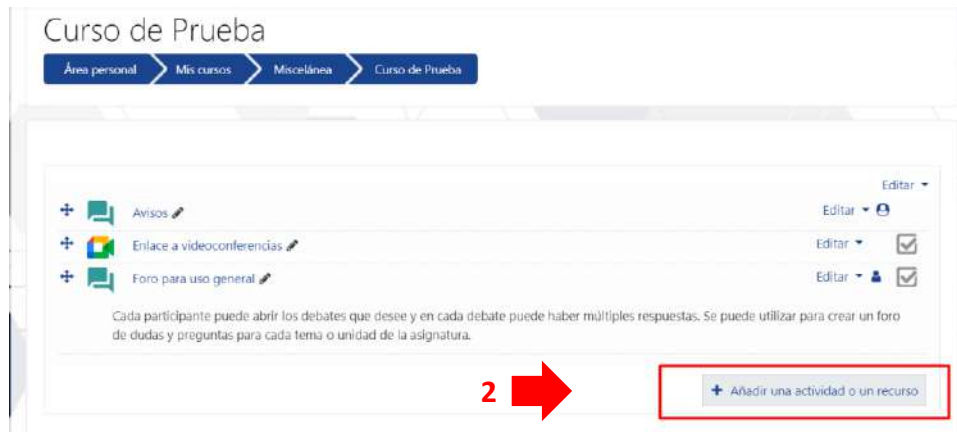 Curso de Prueba
Área personal
Mis cursos
Miscelánea
Curso de Prueba
Editar
Avisos
Editar
Enlace a videoconferencias
Editar
Foro para uso general
Editar
Cada participante puede abrir los debates que desee y en cada debate puede haber múltiples respuestas. Se puede utilizar para crear un foro
de dudas y preguntas para cada tema o unidad de la asignatura.
2
+ Añadir una actividad o un recurso